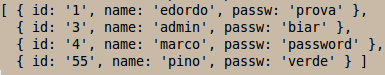 [ { id: '1', name: 'edordo', passw: 'prova' },
{ id: '3', name: 'admin', passw: 'biar' },
{ id: '4', name: 'marco', passw: 'password' },
{ id: '55', name: 'pino', passw: 'verde' } ]